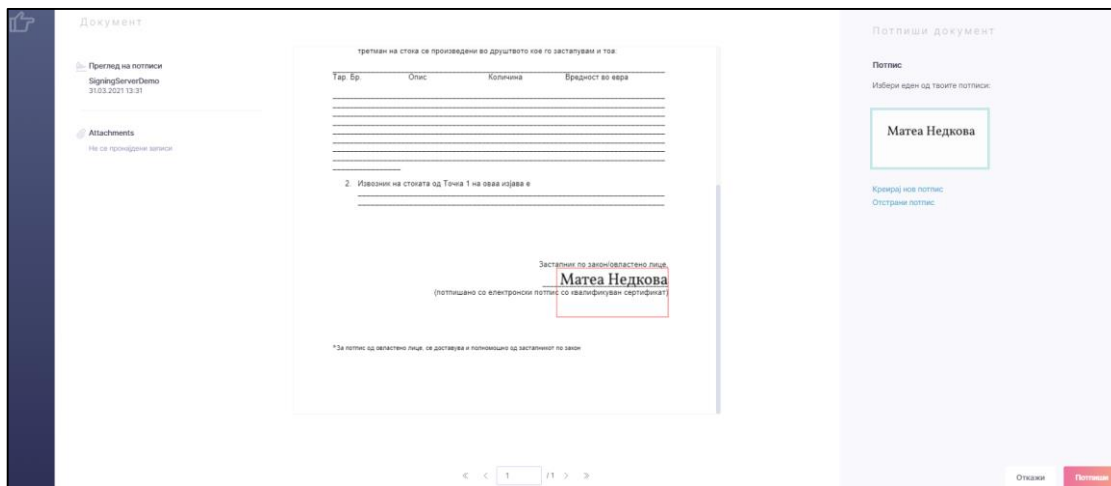 Документ
Преглед на потписи
SigningServerDemo
31.03.2021 13:31
Attachments
Не се пронајдени записи
третман на стока се произведени во друштвото кое го застапувам и тоа:
Тар. Бр. Опис Количина Вредност во евра
2. Извозник на стоката од Точка 1 на оваа изјава е
Застапник по закон/овластено лице,
Матеа Недкова
(потпишано со електронски потпис со квалификуван сертификат)
*За потпис од овластено лице, се доставува и полномошно од застапникот по закон
1 /1
Потпиши документ
Потпис
Избери еден од твоите потписи:
Матеа Недкова
Креирај нов потпис
Отстрани потпис
Откажи
Потпиши